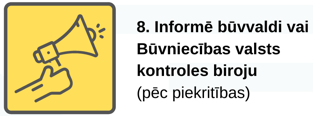 8. Informē būvvaldi vai
Būvniecības valsts
kontroles biroju
(pēc piekritības)